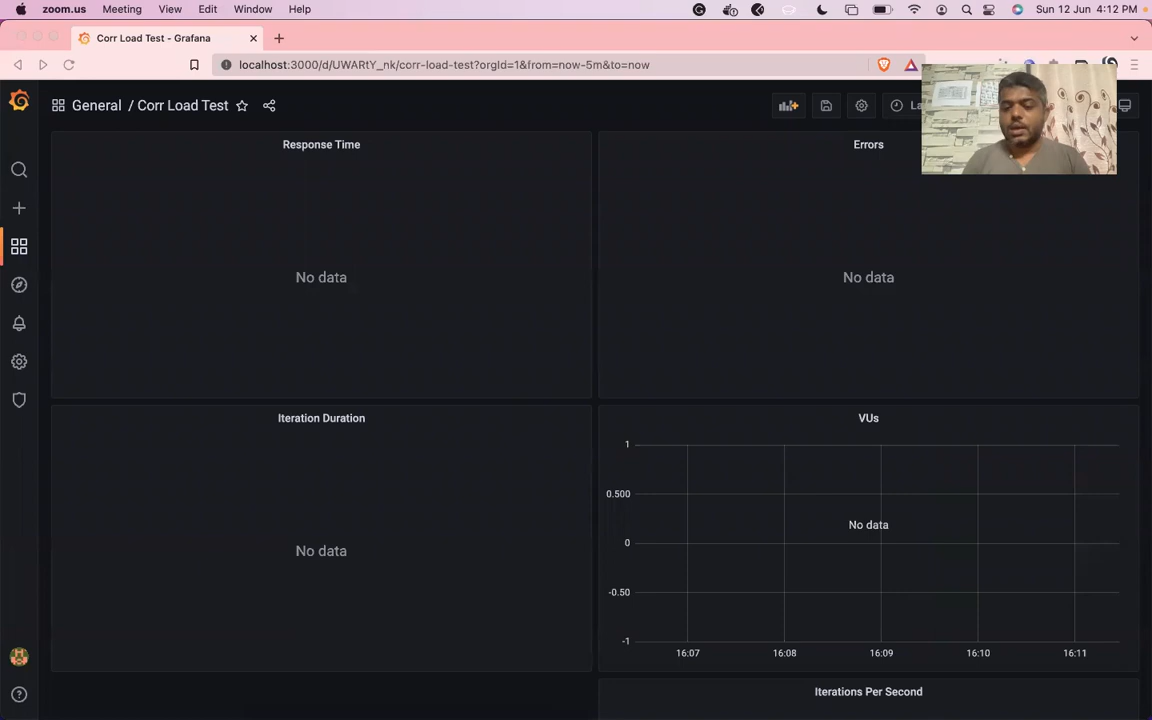 zoom.us Meeting View Edit Window Help Sun 12 Jun 4:12 PM
Corr Load Test - Grafana
localhost:3000/d/UWARtY_nk/corr-load-test?orgId=1&from=now-5m&to=now
General / Corr Load Test
La
Response Time
No data
Errors
No data
Iteration Duration
No data
VUs
1
0.500
0
-0.50
-1
No data
16:07 16:08 16:09 16:10 16:11
Iterations Per Second